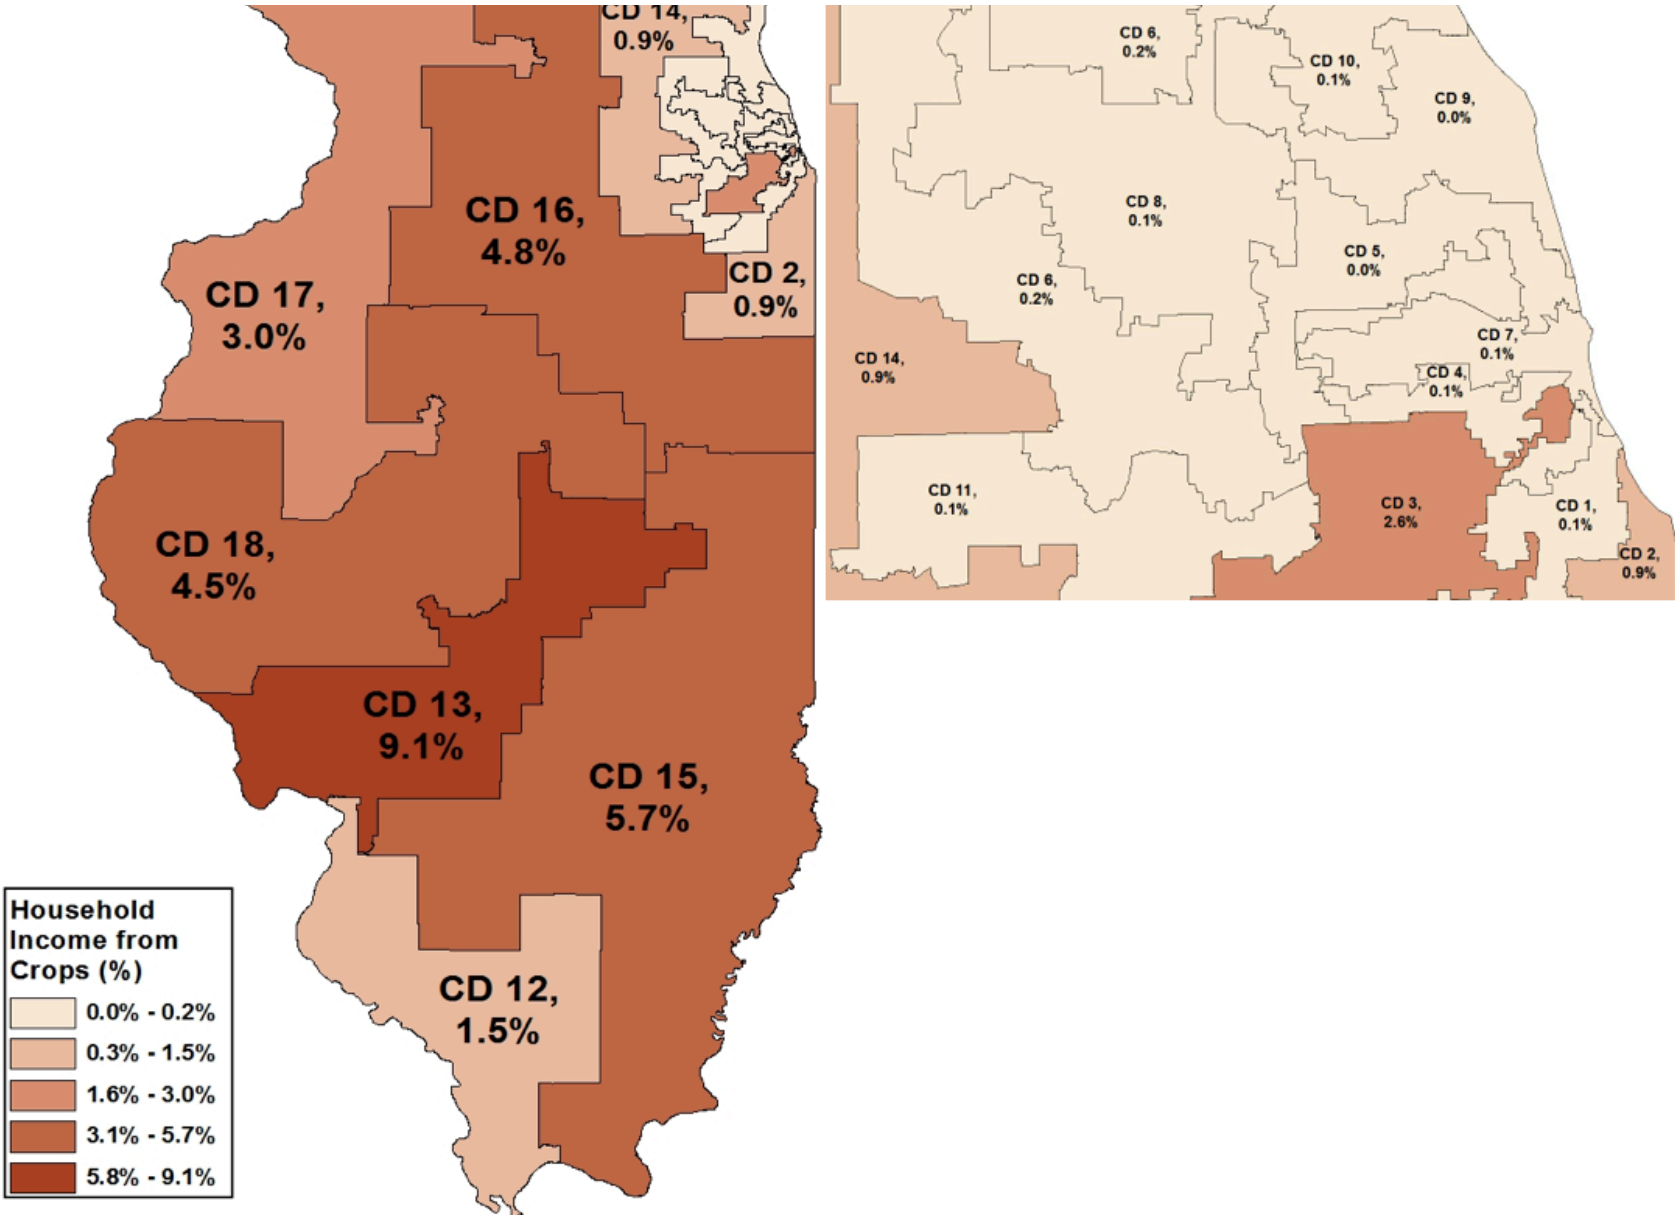 CD 14,
0.9%
CD 16,
4.8%
CD 17,
3.0%
CD 2,
0.9%
CD 18,
4.5%
CD 13,
9.1%
CD 15,
5.7%
CD 12,
1.5%
Household
Income from
Crops (%)
0.0% - 0.2%
0.3% - 1.5%
1.6% - 3.0%
3.1% - 5.7%
5.8% - 9.1%
CD 6,
0.2%
CD 10,
0.1%
CD 9,
0.0%
CD 8,
0.1%
CD 5,
0.0%
CD 6,
0.2%
CD 7,
0.1%
CD 14,
0.9%
CD 4,
0.1%
CD 11,
0.1%
CD 3,
2.6%
CD 1,
0.1%
CD 2,
0.9%